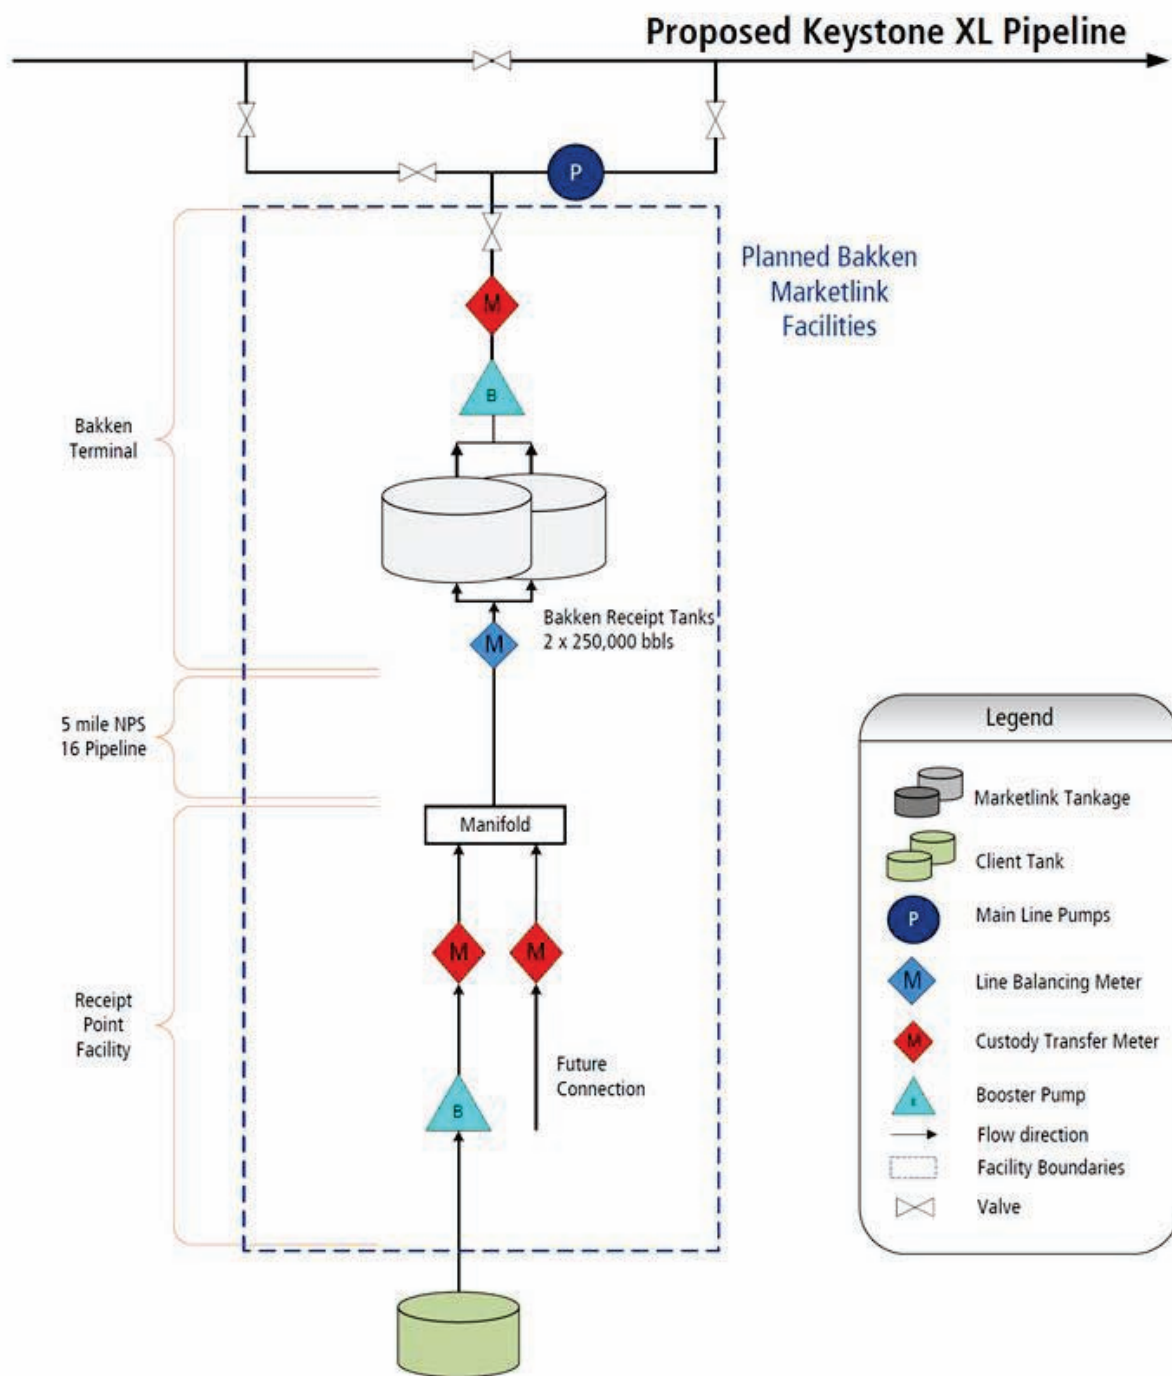 Proposed Keystone XL Pipeline
P
Planned Bakken
Marketlink
Facilities
M
B
Bakken
Terminal
Bakken Receipt Tanks
2 x 250,000 bbls
M
5 mile NPS
16 Pipeline
Manifold
M
M
Receipt
Point
Facility
Future
Connection
B
Legend
Marketlink Tankage
Client Tank
P
Main Line Pumps
M
Line Balancing Meter
M
Custody Transfer Meter
Booster Pump
Flow direction
Facility Boundaries
Valve